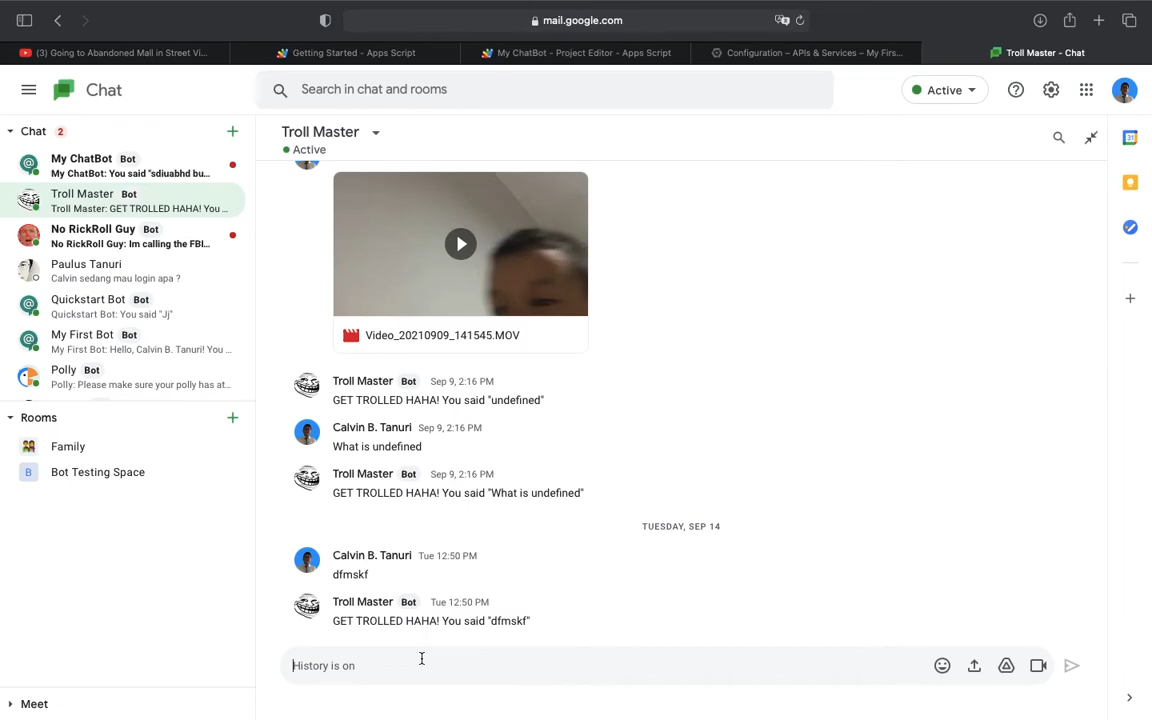 mail.google.com
(3) Going to Abandoned Mall in Street Vi...
Getting Started - Apps Script
My ChatBot - Project Editor - Apps Script
Configuration – APIs & Services – My Firs...
Troll Master - Chat
Chat
Search in chat and rooms
Active
Chat 2
My ChatBot Bot
My ChatBot: You said "sdiuabhd bu...
Troll Master Bot
Troll Master: GET TROLLED HAHA! You ...
No RickRoll Guy Bot
No RickRoll Guy: Im calling the FBI...
Paulus Tanuri
Calvin sedang mau login apa ?
Quickstart Bot Bot
Quickstart Bot: You said "Jj"
My First Bot Bot
My First Bot: Hello, Calvin B. Tanuri! You ...
Polly Bot
Polly: Please make sure your polly has at...
Rooms
Family
B Bot Testing Space
Meet
Troll Master
Active
Video_20210909_141545.MOV
Troll Master Bot Sep 9, 2:16 PM
GET TROLLED HAHA! You said "undefined"
Calvin B. Tanuri Sep 9, 2:16 PM
What is undefined
Troll Master Bot Sep 9, 2:16 PM
GET TROLLED HAHA! You said "What is undefined"
TUESDAY, SEP 14
Calvin B. Tanuri Tue 12:50 PM
dfmskf
Troll Master Bot Tue 12:50 PM
GET TROLLED HAHA! You said "dfmskf"
History is on
31